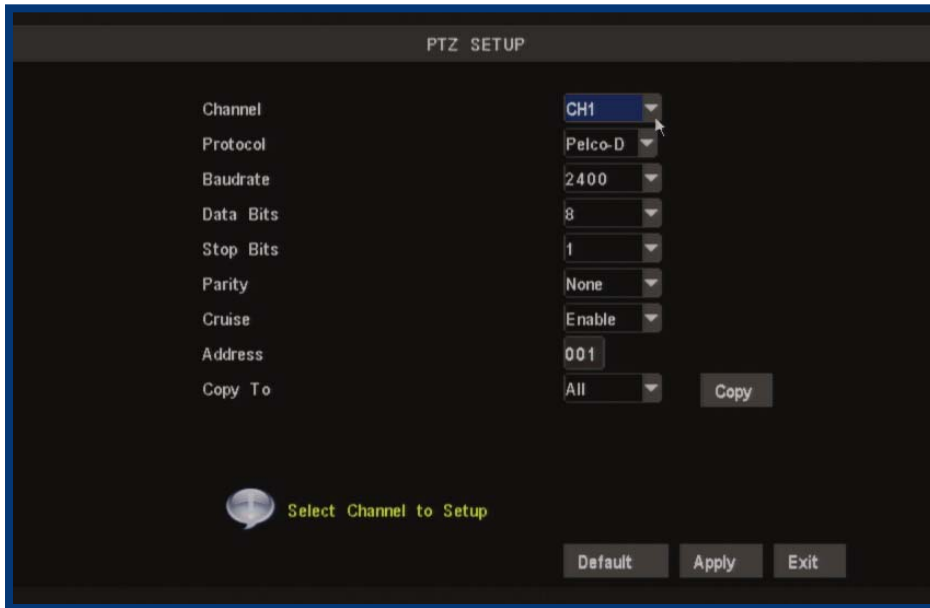 PTZ SETUP
Channel CH1
Protocol Pelco-D
Baudrate 2400
Data Bits 8
Stop Bits 1
Parity None
Cruise Enable
Address 001
Copy To All Copy
Select Channel to Setup
Default Apply Exit